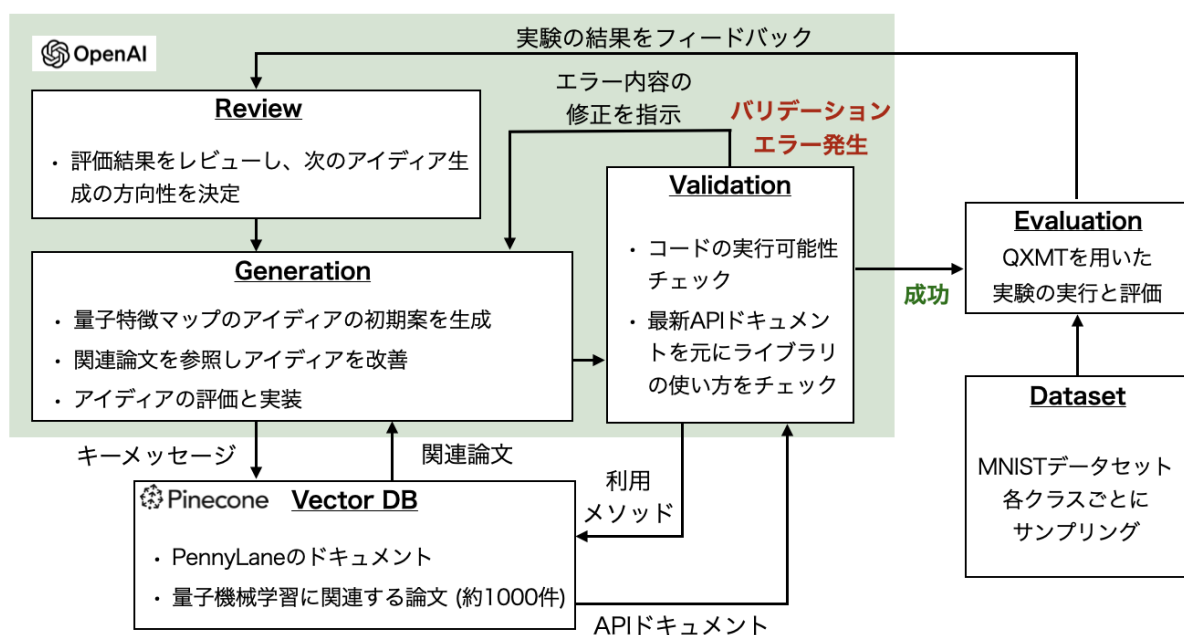 OpenAI
実験の結果をフィードバック
エラー内容の
修正を指示
バリデーション
エラー発生
Review
・ 評価結果をレビューし、次のアイディア生
成の方向性を決定
Generation
・ 量子特徴マップのアイディアの初期案を生成
・ 関連論文を参照しアイディアを改善
・ アイディアの評価と実装
Validation
・ コードの実行可能性
チェック
・ 最新APIドキュメン
トを元にライブラリ
の使い方をチェック
成功
Evaluation
QXMTを用いた
実験の実行と評価
Dataset
MNISTデータセット
各クラスごとに
サンプリング
キーメッセージ
関連論文
利用
メソッド
Pinecone Vector DB
・ PennyLaneのドキュメント
・ 量子機械学習に関連する論文 (約1000件)
APIドキュメント